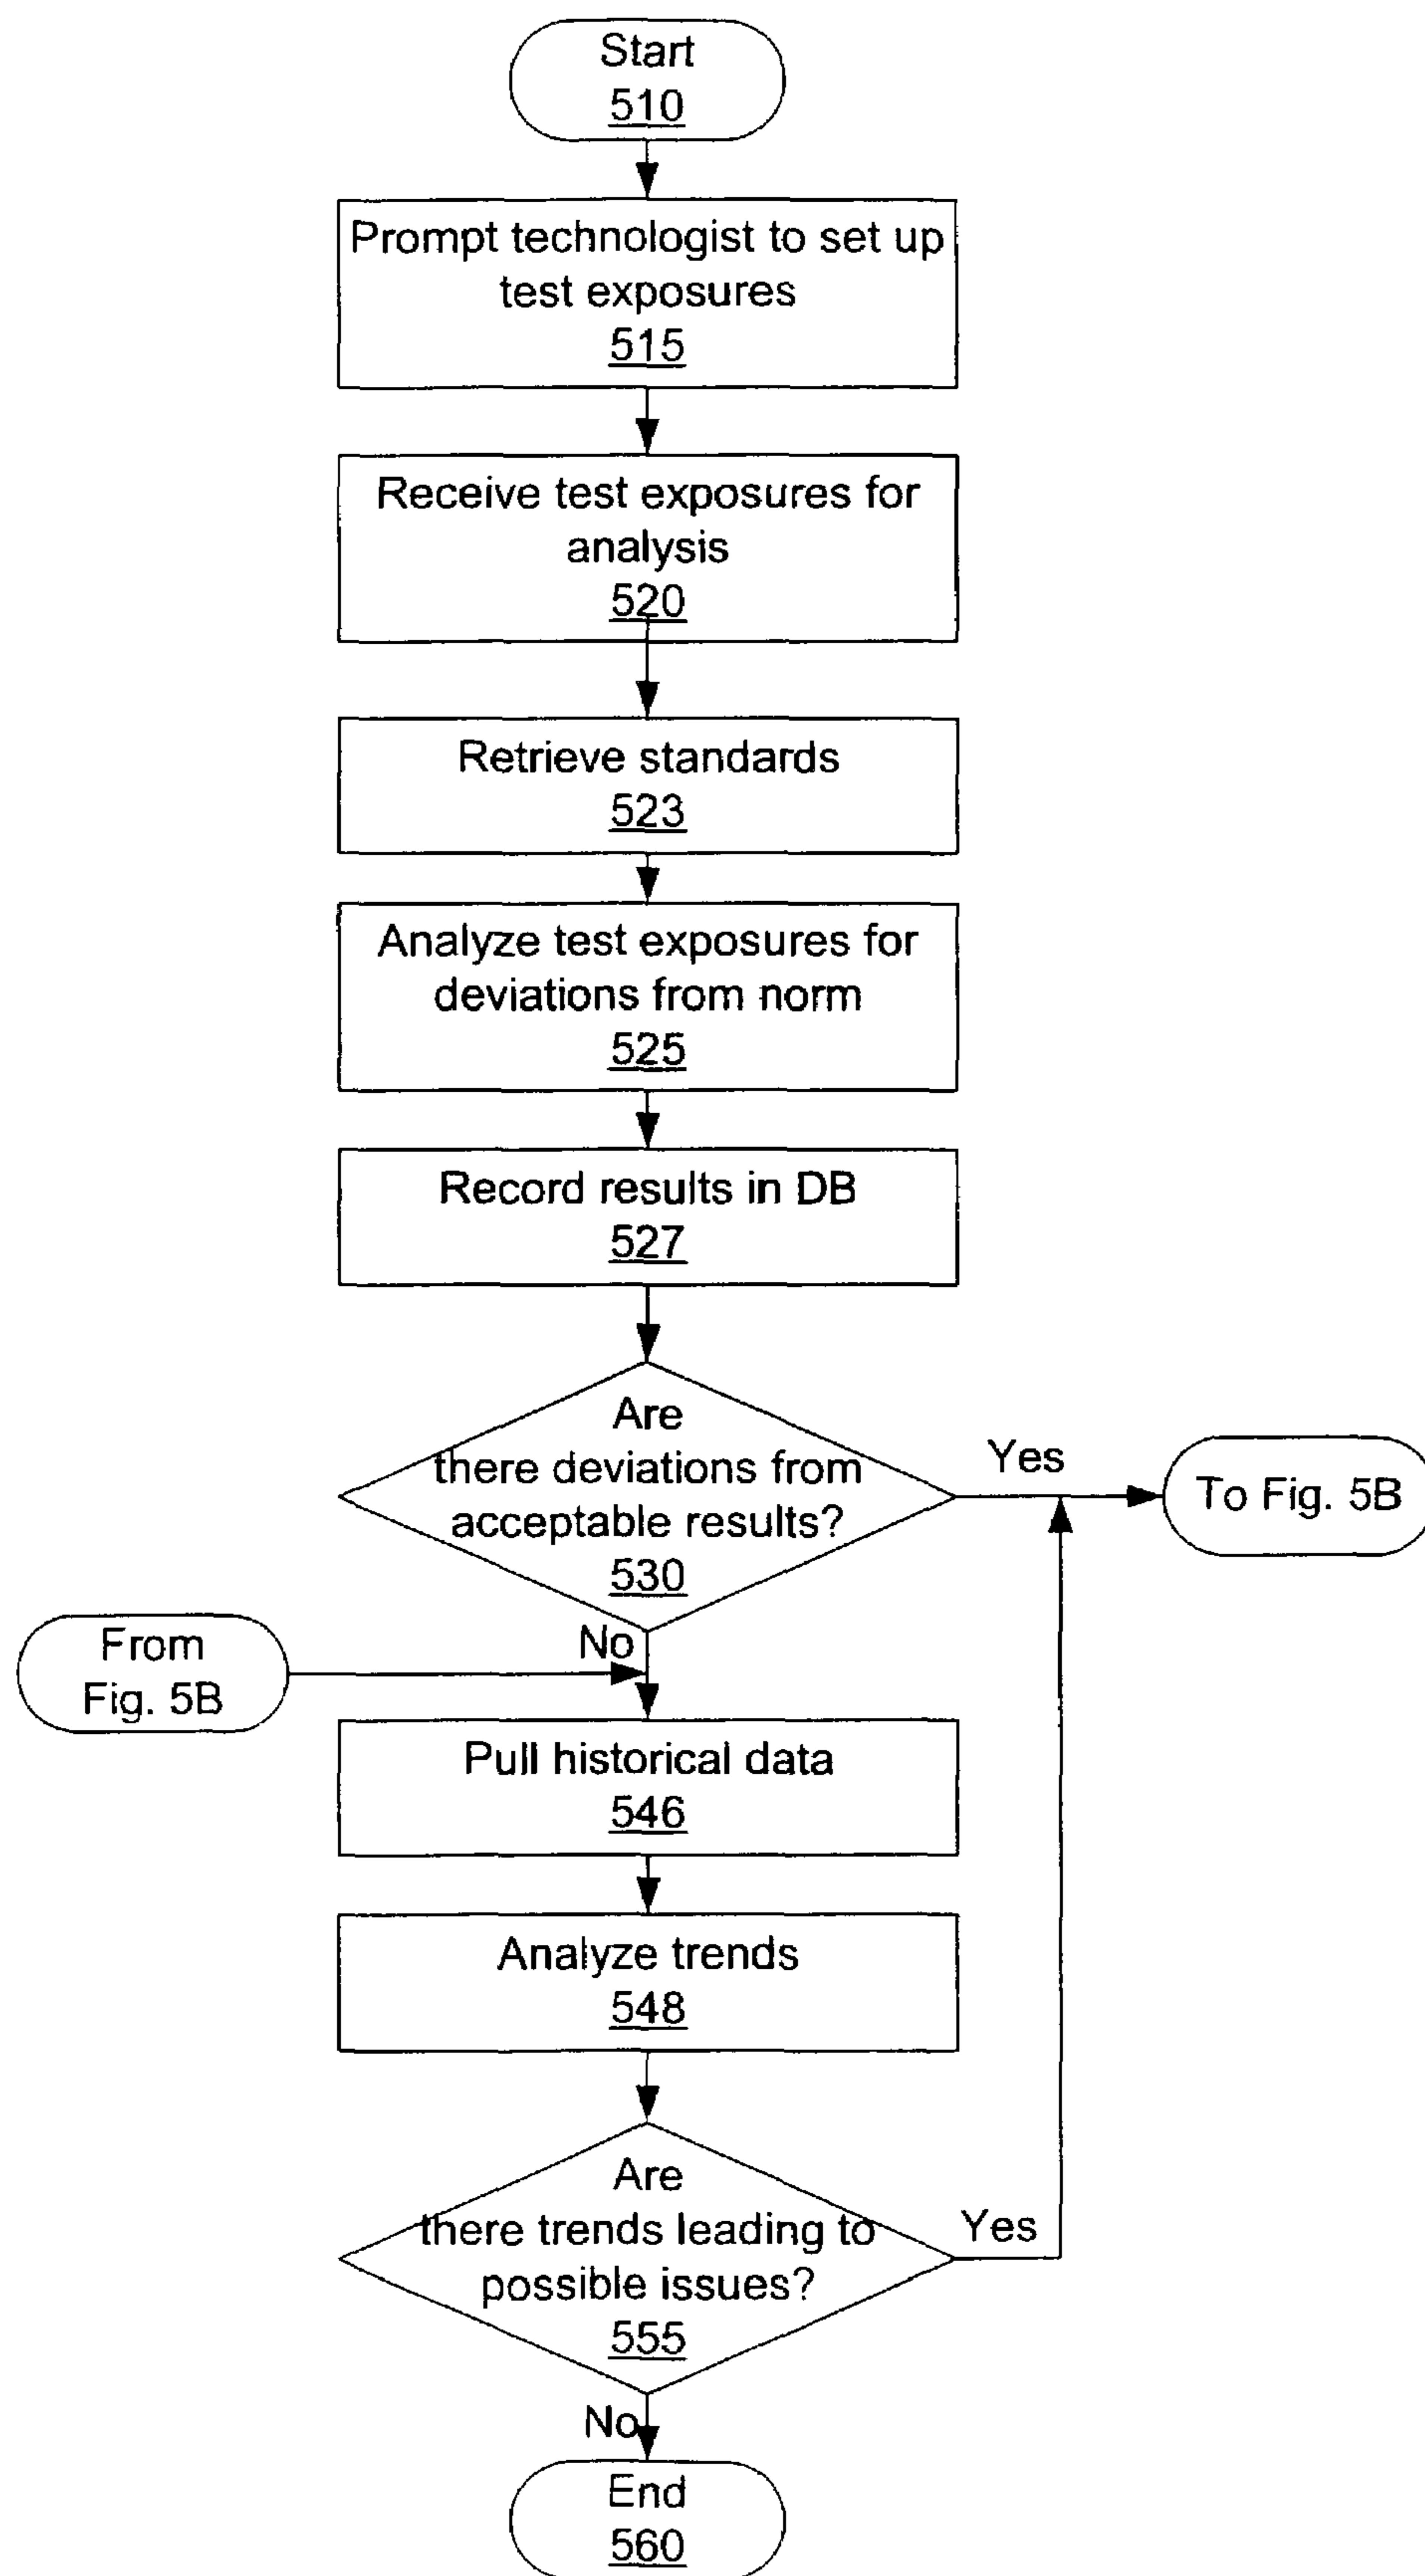 Start
510
Prompt technologist to set up
test exposures
515
Receive test exposures for
analysis
520
Retrieve standards
523
Analyze test exposures for
deviations from norm
525
Record results in DB
527
Are
there deviations from
acceptable results?
530
Yes
To Fig. 5B
No
From
Fig. 5B
Pull historical data
546
Analyze trends
548
Are
there trends leading to
possible issues?
555
Yes
No
End
560